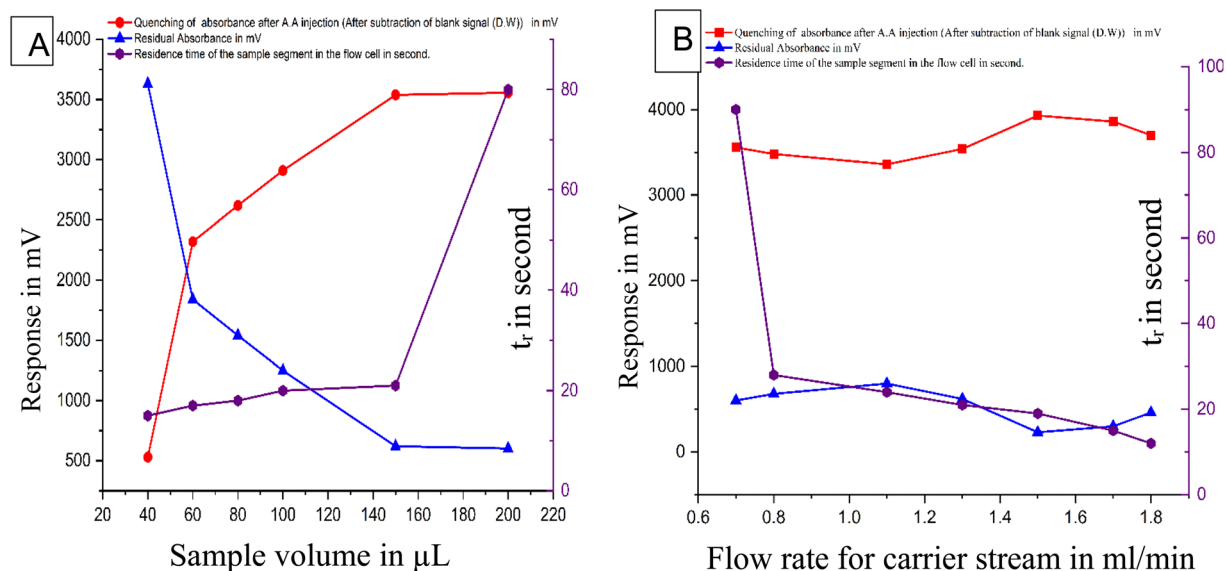 A
Quenching of absorbance after A.A injection (After subtraction of blank signal (D.W)) in mV
Residual Absorbance in mV
Residence time of the sample segment in the flow cell in second.
4000
3500
3000
2500
2000
1500
1000
500
Response in mV
80
60
40
20
0
tr in second
20 40 60 80 100 120 140 160 180 200 220
Sample volume in µL
B
Quenching of absorbance after A.A injection (After subtraction of blank signal (D.W)) in mV
Residual Absorbance in mV
Residence time of the sample segment in the flow cell in second.
4000
3000
2000
1000
0
Response in mV
100
80
60
40
20
0
tr in second
0.6 0.8 1.0 1.2 1.4 1.6 1.8
Flow rate for carrier stream in ml/min